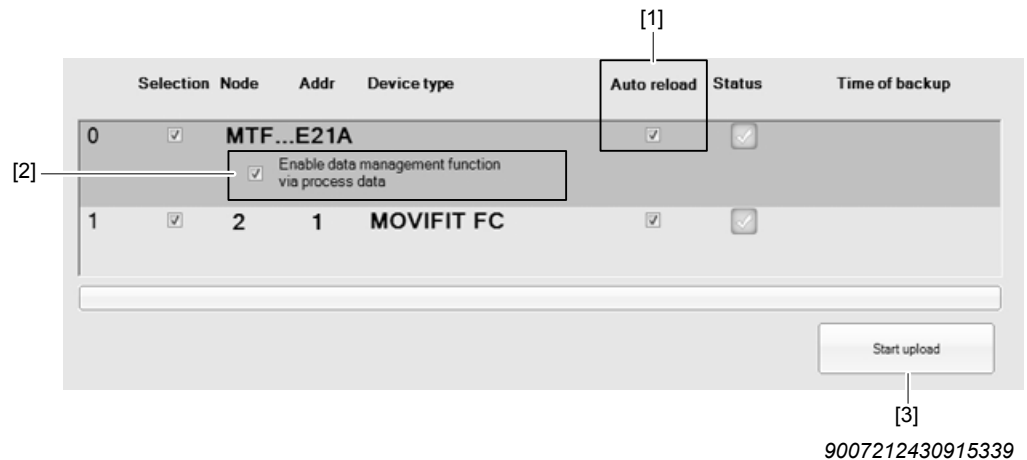 [1]
Selection Node Addr Device type Auto reload Status Time of backup
0 MTF...E21A
[2]
Enable data management function
via process data
1 2 1 MOVIFIT FC
Start upload
[3]
9007212430915339